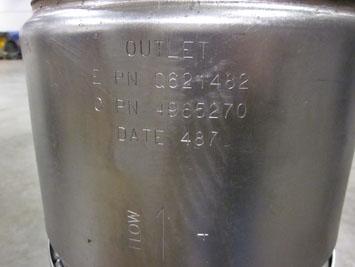 OUTLET
E PN Q621482
C PN 4965270
DATE 487
FLOW